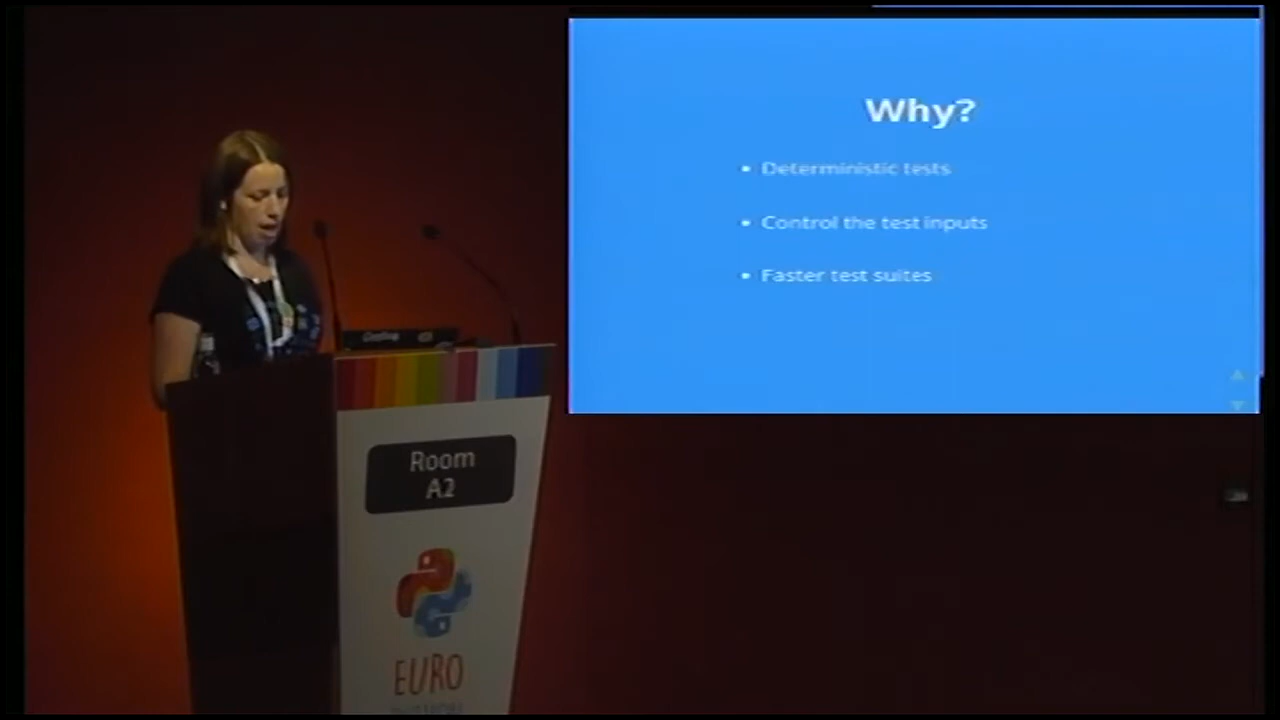 Why?
Deterministic tests
Control the test inputs
Faster test suites
Room
A2
EURO